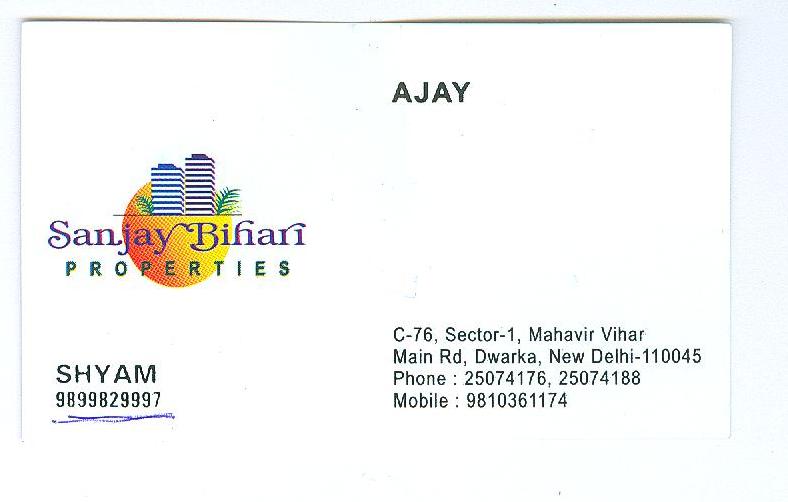 AJAY
Sanjay Bihari
PROPERTIES
SHYAM
9899829997
C-76, Sector-1, Mahavir Vihar
Main Rd, Dwarka, New Delhi-110045
Phone : 25074176, 25074188
Mobile : 9810361174